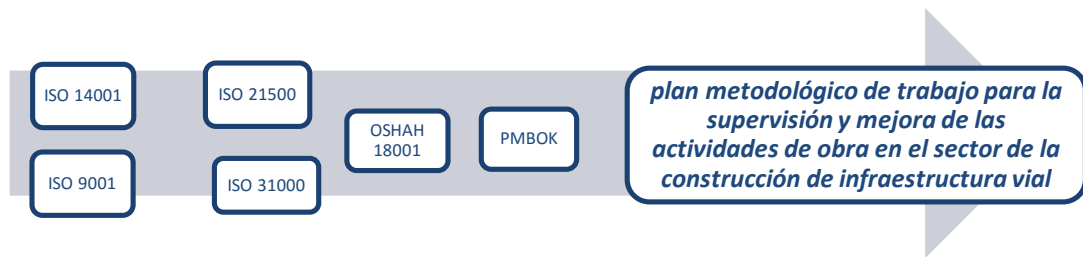 ISO 14001
ISO 21500
ISO 9001
ISO 31000
OSHAH
18001
PMBOK
plan metodológico de trabajo para la
supervisión y mejora de las
actividades de obra en el sector de la
construcción de infraestructura vial